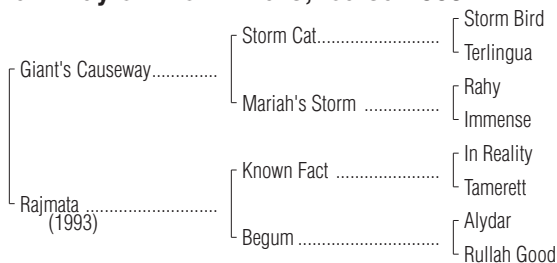 Storm Bird
Storm Cat..................
Terlingua
Giant's Causeway..............
Rahy
Mariah's Storm ................
Immense
In Reality
Known Fact ......................
Tamerett
Rajmata ............................
(1993)
Alydar
Begum ..............................
Rullah Good